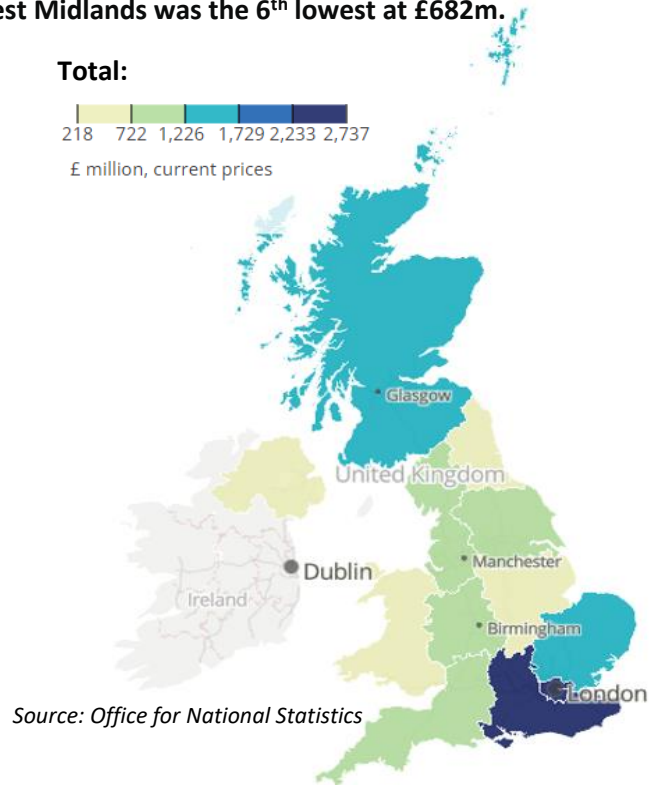 est Midlands was the 6th lowest at £682m.
Total:
218 722 1,226 1,729 2,233 2,737
£ million, current prices
Glasgow
United Kingdom
Manchester
Dublin
Ireland
Birmingham
London
Source: Office for National Statistics